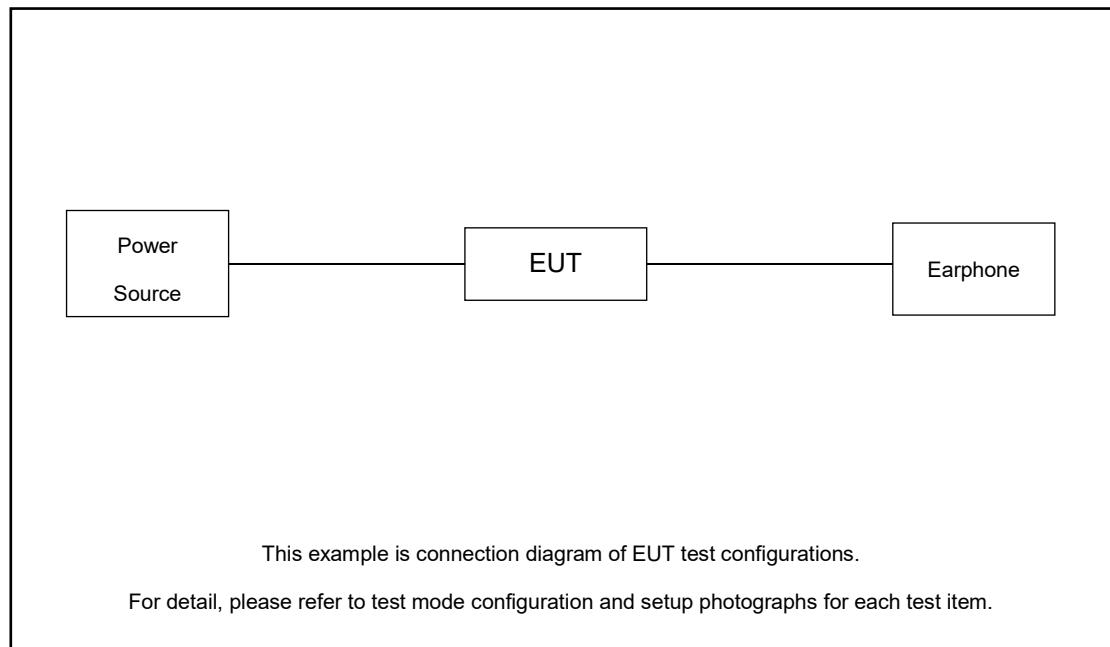 Power
Source
EUT
Earphone
This example is connection diagram of EUT test configurations.
For detail, please refer to test mode configuration and setup photographs for each test item.